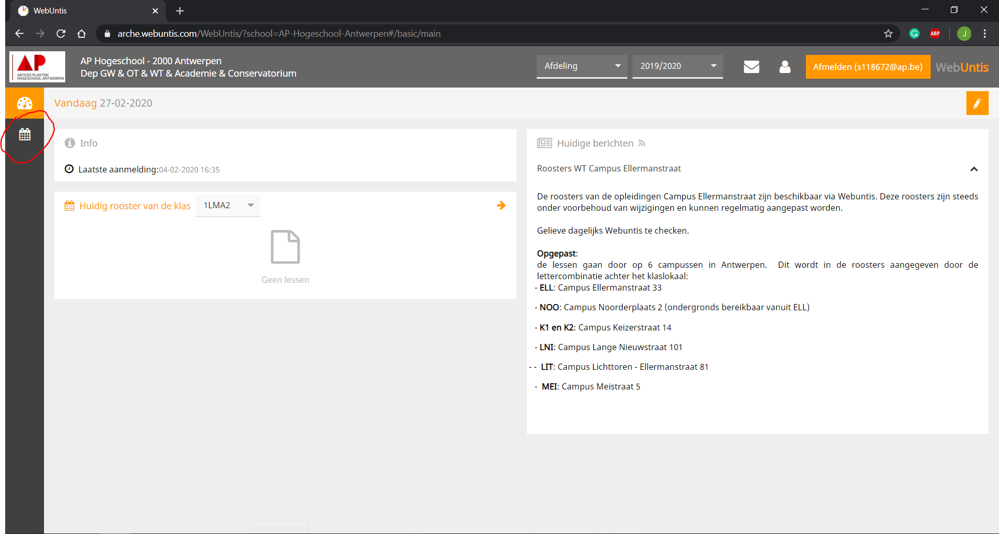 WebUntis
arche.webuntis.com/WebUntis/?school=AP-Hogeschool-Antwerpen#/basic/main
ABP
J
AP
ARTESIS PLANTIJN
HOGESCHOOL ANTWERPEN
AP Hogeschool - 2000 Antwerpen
Dep GW & OT & WT & Academie & Conservatorium
Afdeling
2019/2020
Afmelden (s118672@ap.be)
WebUntis
Vandaag 27-02-2020
Info
Laatste aanmelding:04-02-2020 16:35
Huidig rooster van de klas
1LMA2
Geen lessen
Huidige berichten
Roosters WT Campus Ellermanstraat
De roosters van de opleidingen Campus Ellermanstraat zijn beschikbaar via Webuntis. Deze roosters zijn steeds
onder voorbehoud van wijzigingen en kunnen regelmatig aangepast worden.
Gelieve dagelijks Webuntis te checken.
Opgepast:
de lessen gaan door op 6 campussen in Antwerpen. Dit wordt in de roosters aangegeven door de
lettercombinatie achter het klaslokaal:
- ELL: Campus Ellermanstraat 33
- NOO: Campus Noorderplaats 2 (ondergronds bereikbaar vanuit ELL)
- K1 en K2: Campus Keizerstraat 14
- LNI: Campus Lange Nieuwstraat 101
- - LIT: Campus Lichttoren - Ellermanstraat 81
- MEI: Campus Meistraat 5
Knipprogramma